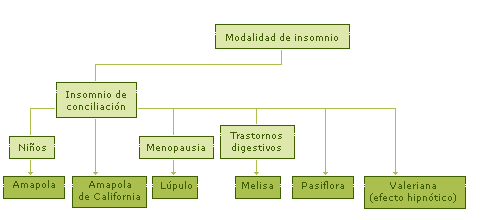 Modalidad de insomnio
Insomnio de
conciliación
Niños
Menopausia
Trastornos
digestivos
Amapola
Amapola
de California
Lúpulo
Melisa
Pasiflora
Valeriana
(efecto hipnótico)